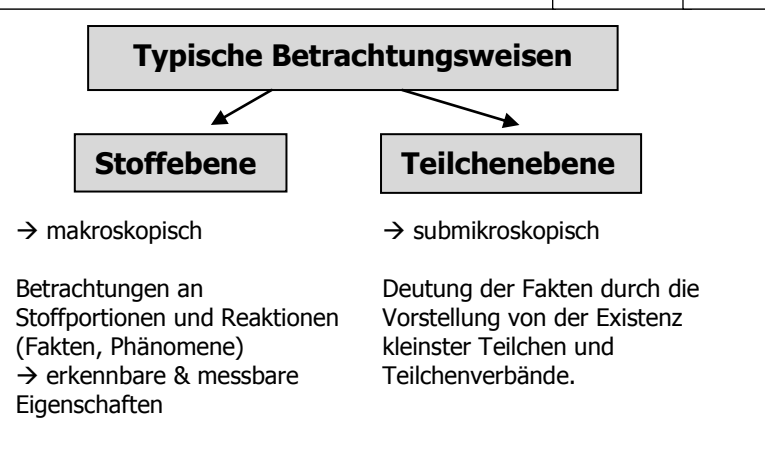 Typische Betrachtungsweisen
Stoffebene
→ makroskopisch
Betrachtungen an
Stoffportionen und Reaktionen
(Fakten, Phänomene)
→ erkennbare & messbare
Eigenschaften
Teilchenebene
→ submikroskopisch
Deutung der Fakten durch die
Vorstellung von der Existenz
kleinster Teilchen und
Teilchenverbände.